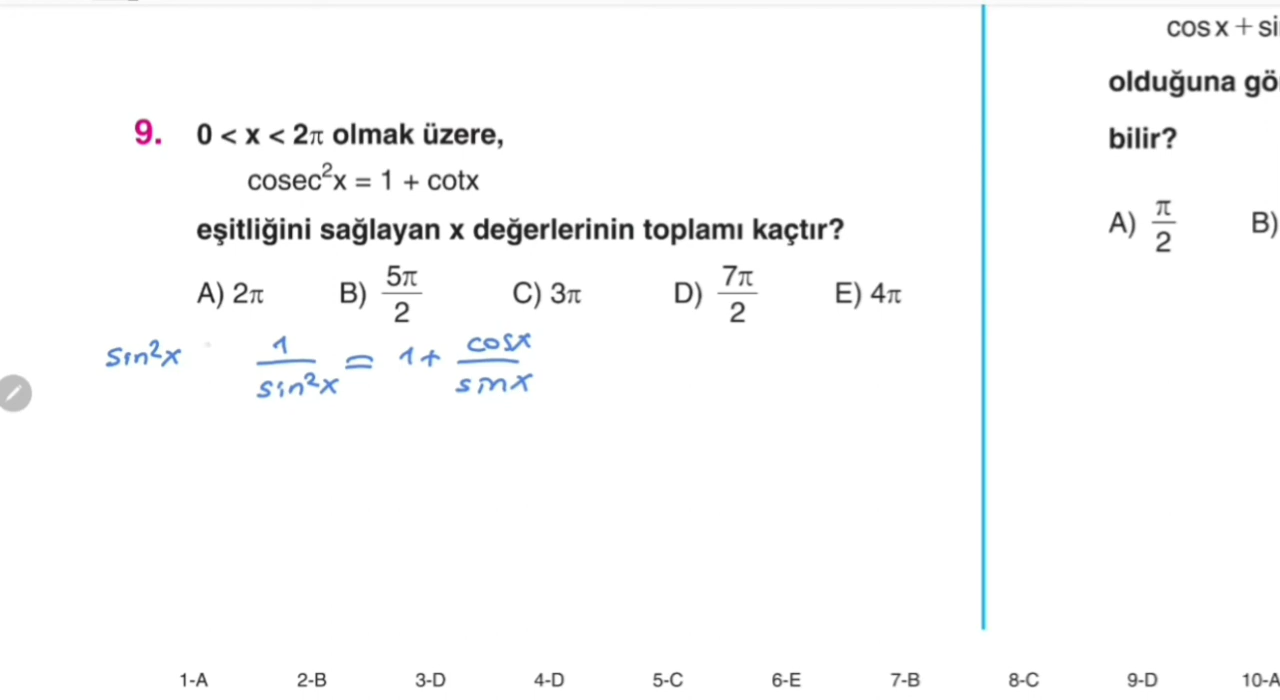 9. 0 < x < 2π olmak üzere,
cosec²x = 1 + cotx
eşitliğini sağlayan x değerlerinin toplamı kaçtır?
A) 2π B) 5π/2 C) 3π D) 7π/2 E) 4π
sin²x 1/sin²x = 1 + cosx/sinx
1-A 2-B 3-D 4-D 5-C 6-E 7-B 8-C 9-D 10-A
cos x + si
olduğuna gö
bilir?
A) π/2 B)